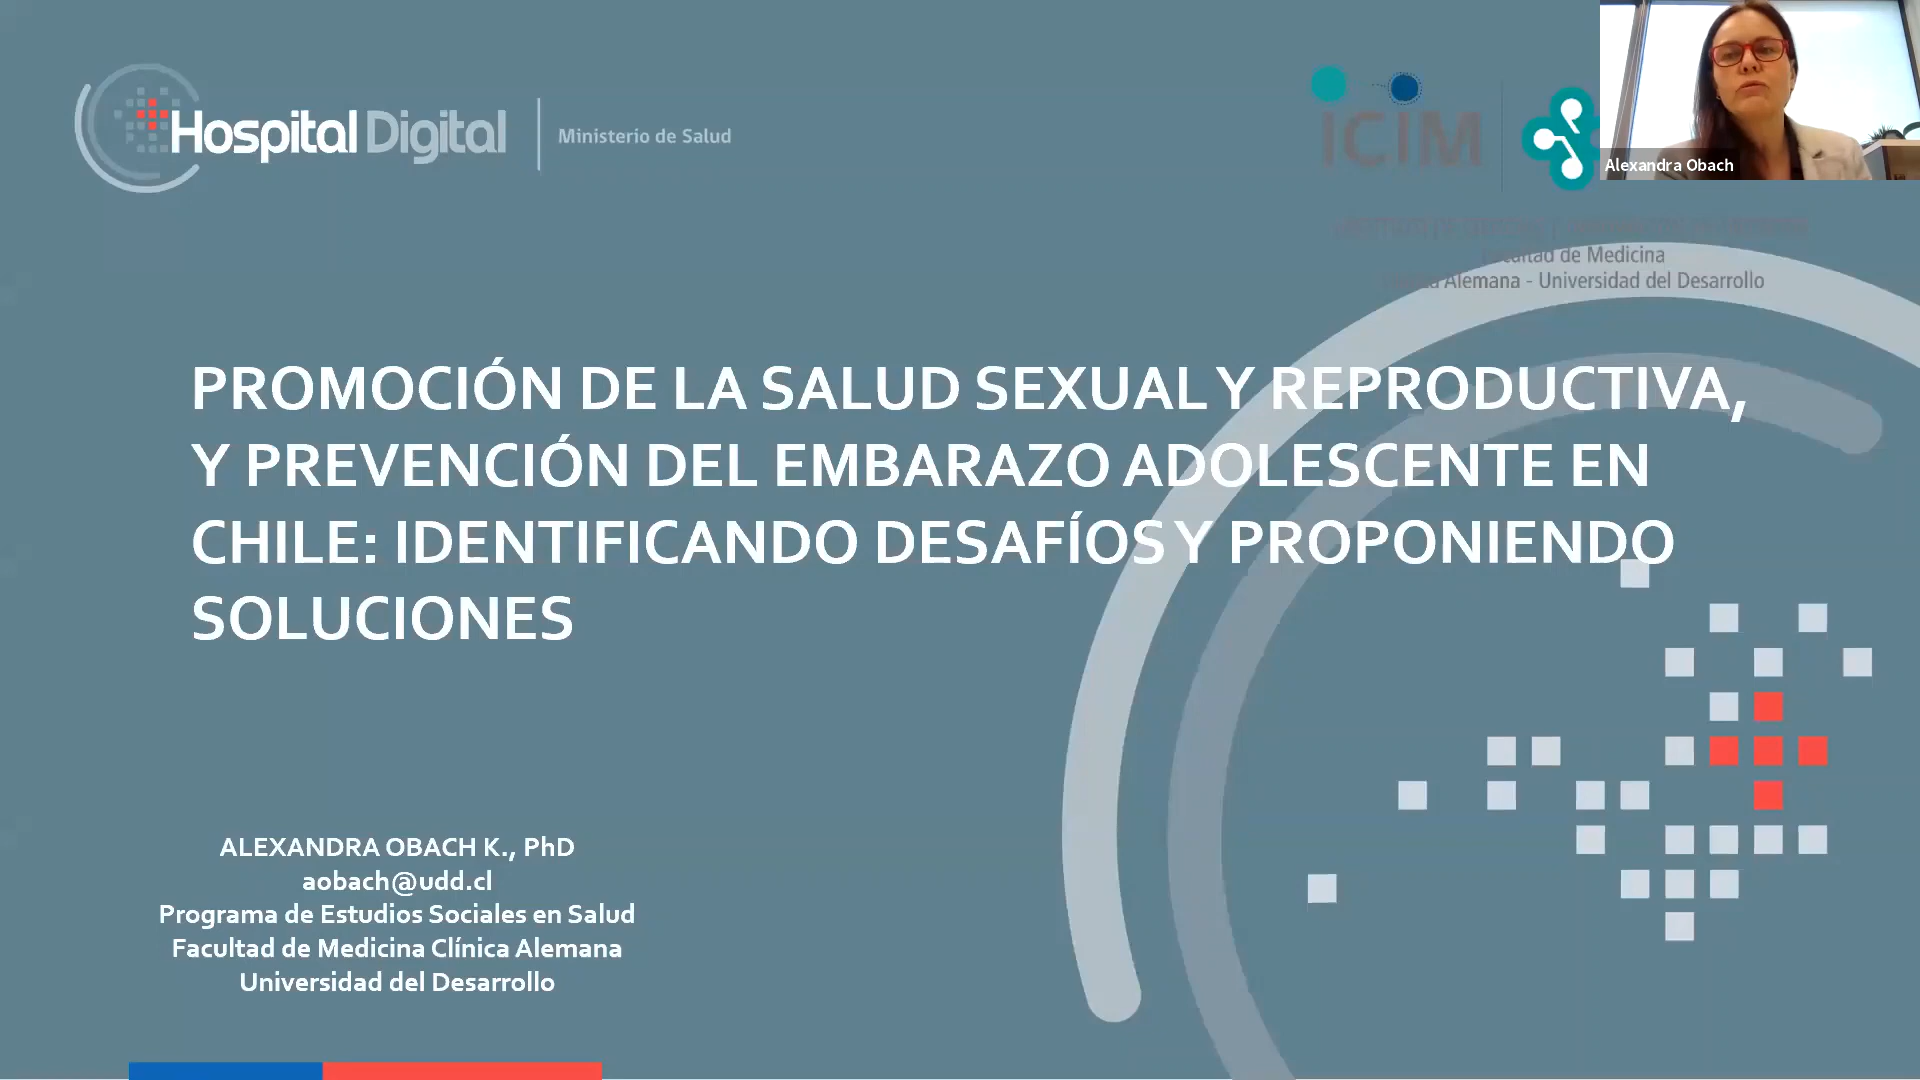 Hospital Digital
Ministerio de Salud
ICIM
Alexandra Obach
de Medicina
Alemana - Universidad del Desarrollo
PROMOCIÓN DE LA SALUD SEXUAL Y REPRODUCTIVA,
Y PREVENCIÓN DEL EMBARAZO ADOLESCENTE EN
CHILE: IDENTIFICANDO DESAFÍOS Y PROPONIENDO
SOLUCIONES
ALEXANDRA OBACH K., PhD
aobach@udd.cl
Programa de Estudios Sociales en Salud
Facultad de Medicina Clínica Alemana
Universidad del Desarrollo